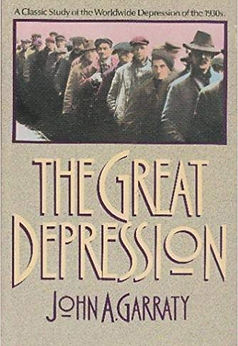 A Classic Study of the Worldwide Depression of the 1930s.
THE GREAT
DEPRESSION
JOHN A. GARRATY